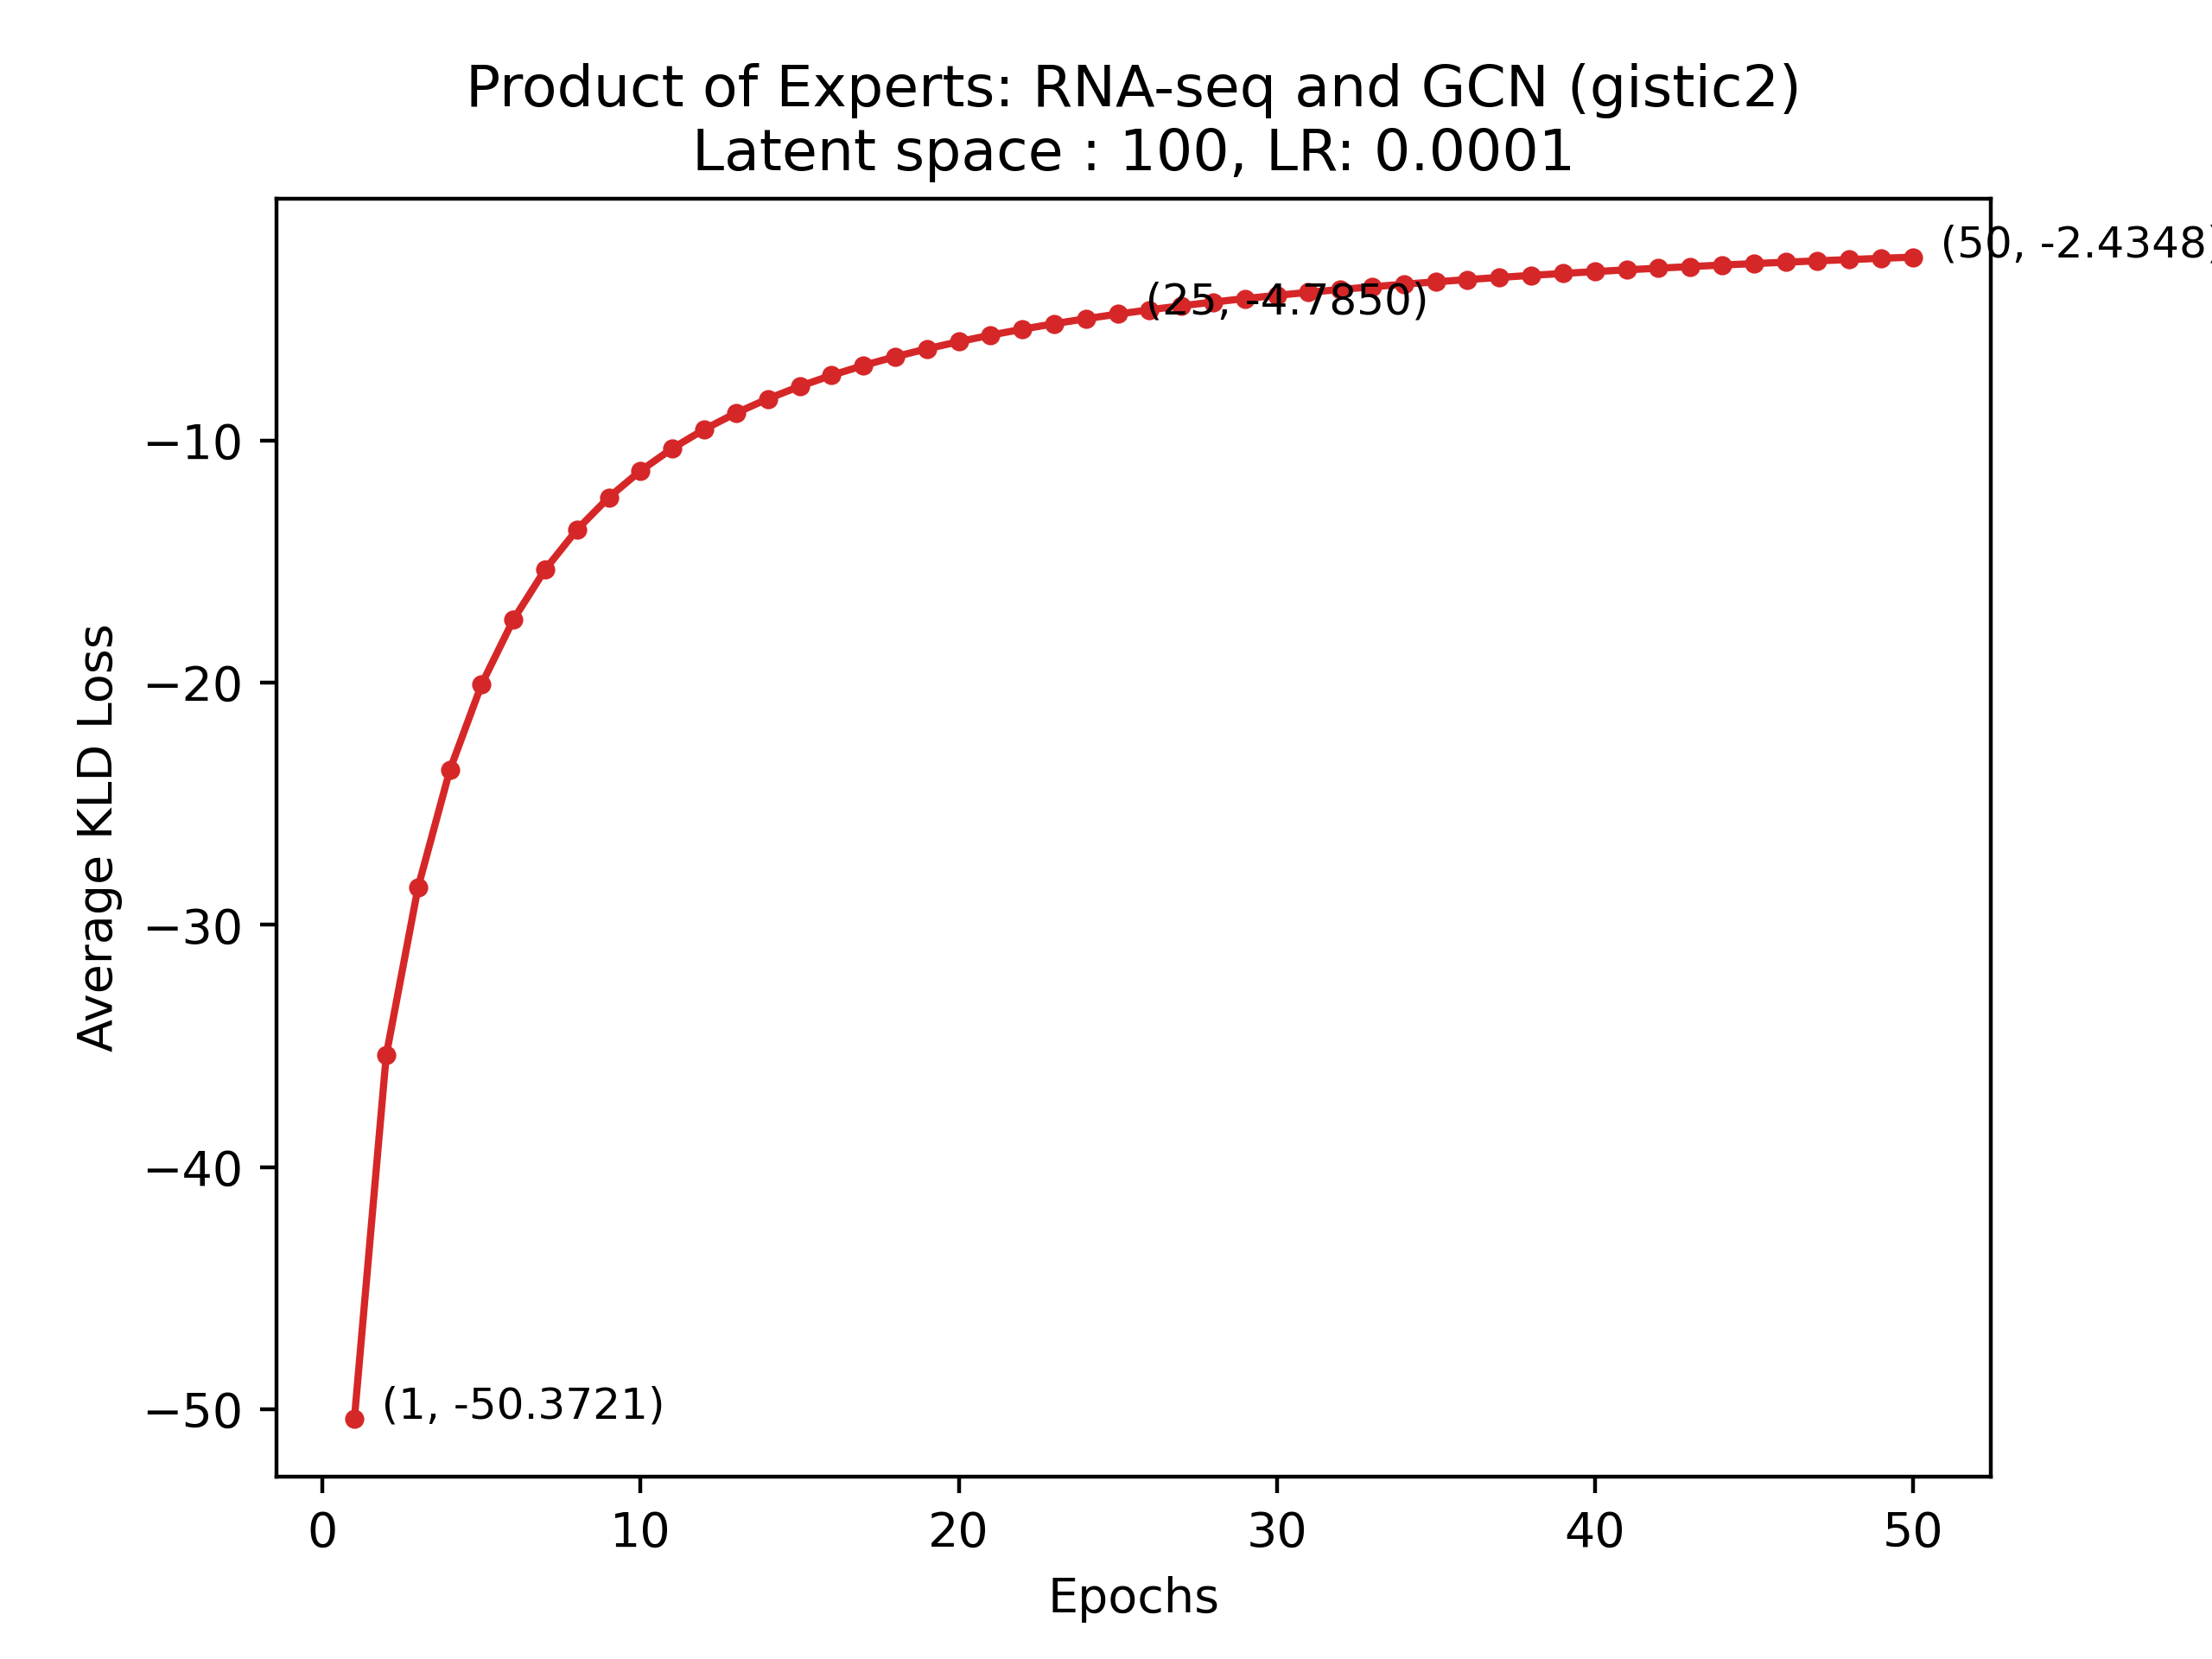 Product of Experts: RNA-seq and GCN (gistic2)
Latent space : 100, LR: 0.0001
(50, -2.4348)
(25, -4.7850)
−10
−20
−30
−40
−50
Average KLD Loss
(1, -50.3721)
0 10 20 30 40 50
Epochs